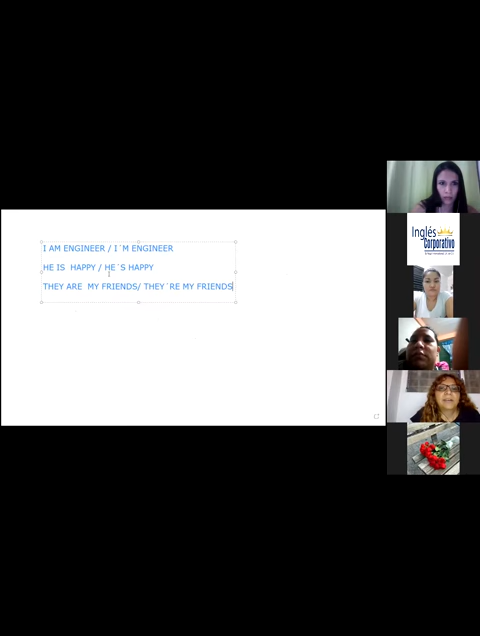 I AM ENGINEER / I´M ENGINEER
HE IS  HAPPY / HE´S HAPPY
THEY ARE  MY FRIENDS/ THEY´RE MY FRIENDS
Inglés
Corporativo